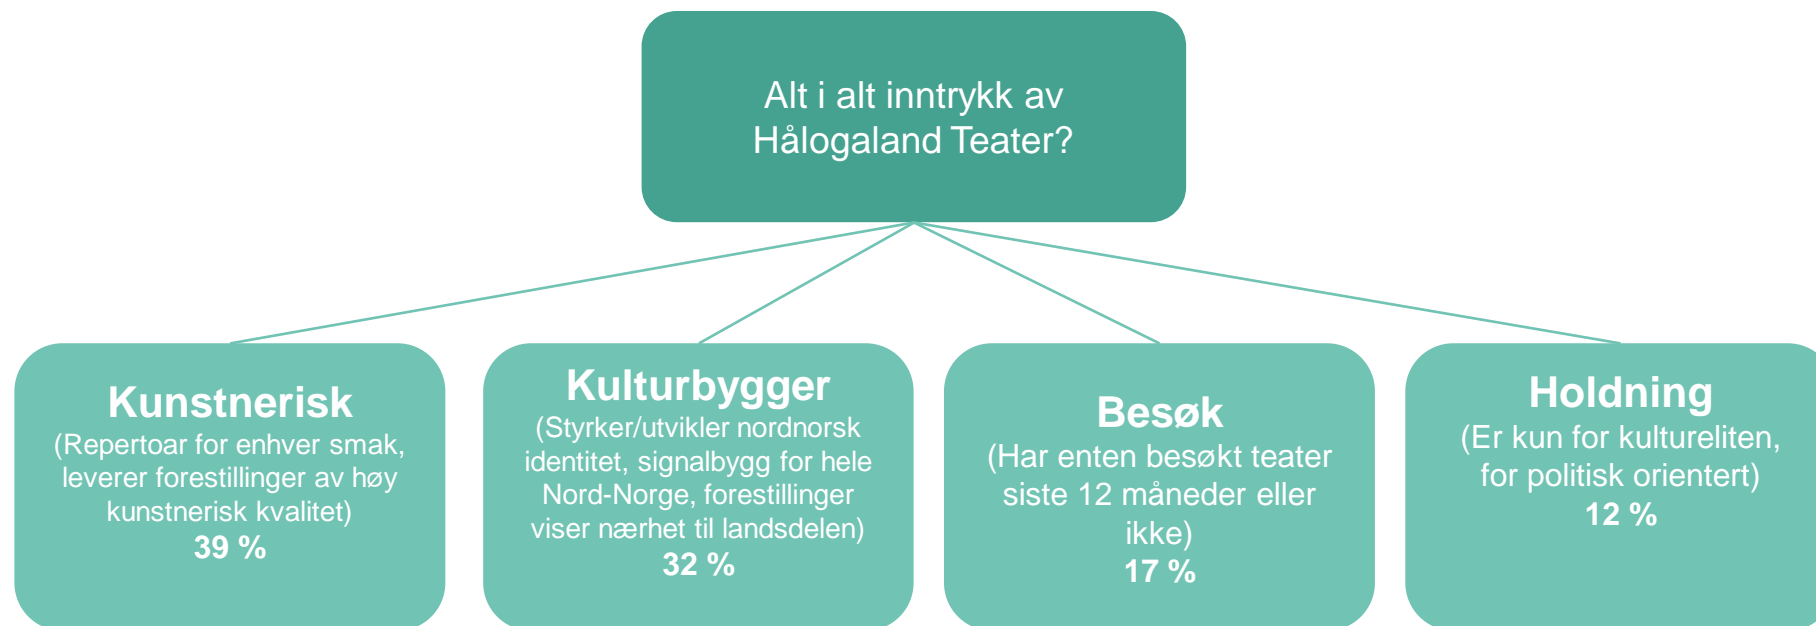 Alt i alt inntrykk av
Hålogaland Teater?
Kunstnerisk
(Repertoar for enhver smak,
leverer forestillinger av høy
kunstnerisk kvalitet)
39 %
Kulturbygger
(Styrker/utvikler nordnorsk
identitet, signalbygg for hele
Nord-Norge, forestillinger
viser nærhet til landsdelen)
32 %
Besøk
(Har enten besøkt teater
siste 12 måneder eller
ikke)
17 %
Holdning
(Er kun for kultureliten,
for politisk orientert)
12 %